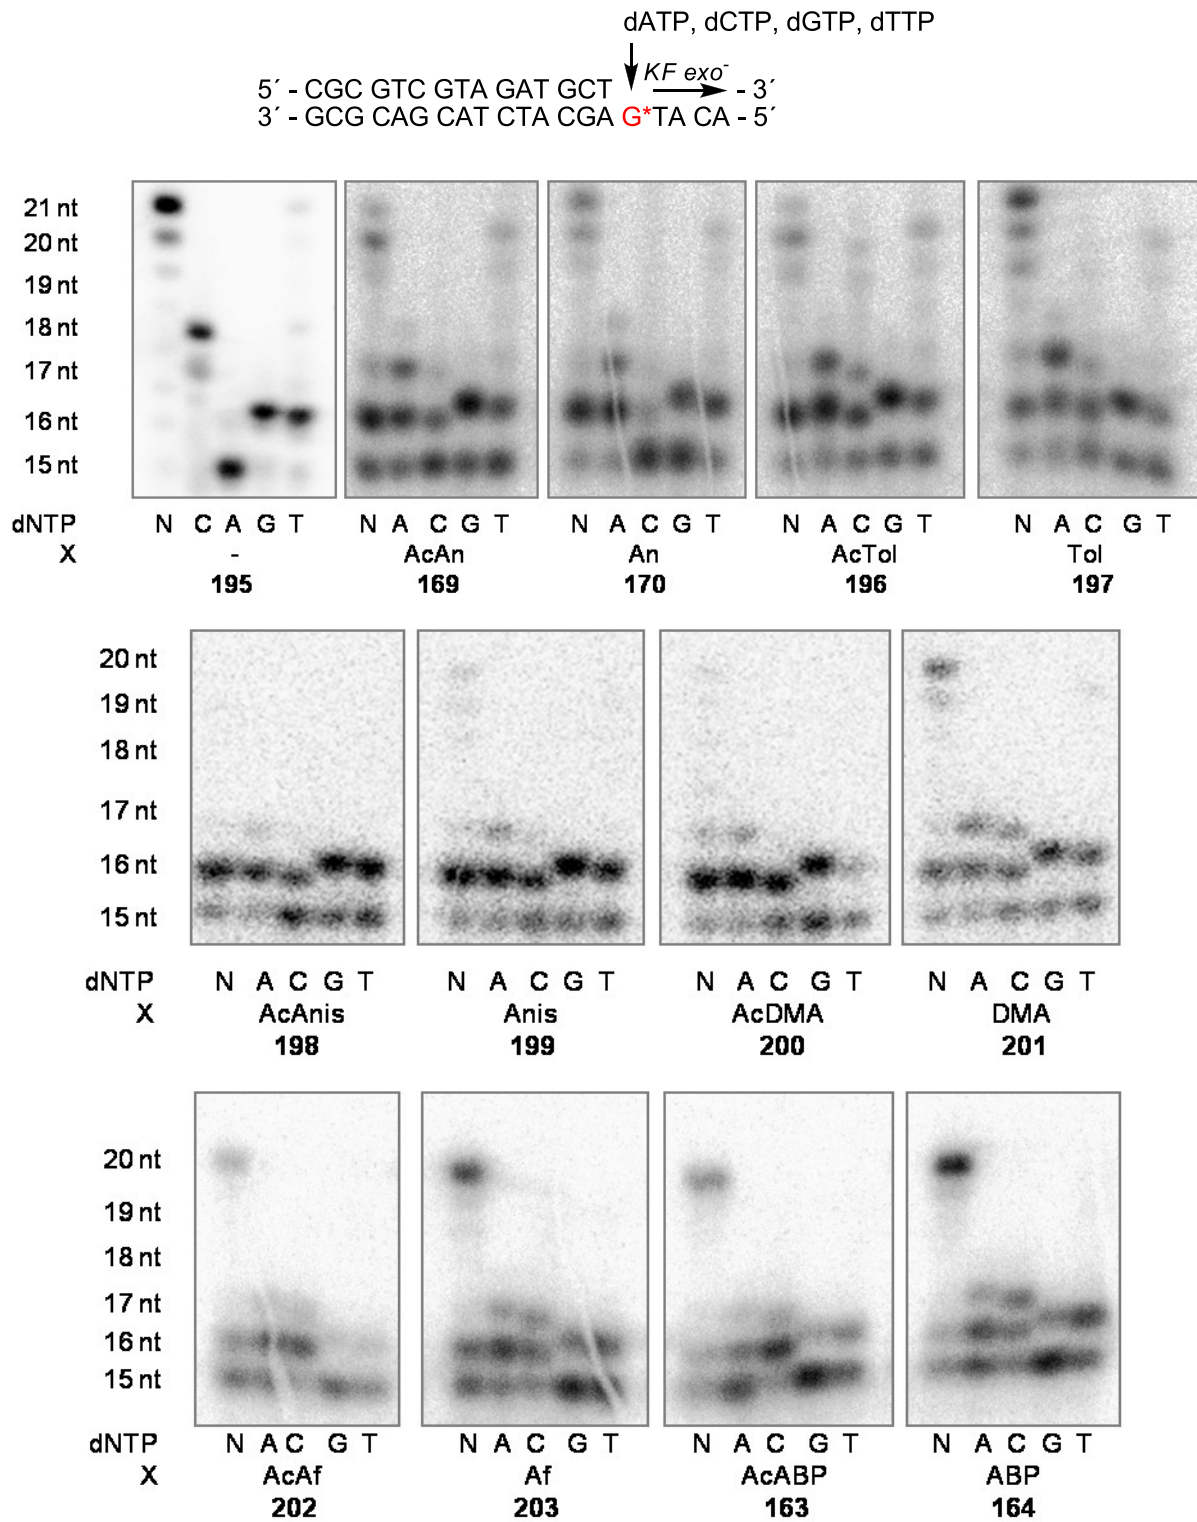 dATP, dCTP, dGTP, dTTP
KF exo-
5´ - CGC GTC GTA GAT GCT - 3´
3´ - GCG CAG CAT CTA CGA G*TA CA - 5´
21 nt
20 nt
19 nt
18 nt
17 nt
16 nt
15 nt
dNTP N C A G T N A C G T N A C G T N A C G T N A C G T
X - AcAn An AcTol Tol
195 169 170 196 197
20 nt
19 nt
18 nt
17 nt
16 nt
15 nt
dNTP N A C G T N A C G T N A C G T N A C G T
X AcAnis Anis AcDMA DMA
198 199 200 201
20 nt
19 nt
18 nt
17 nt
16 nt
15 nt
dNTP N A C G T N A C G T N A C G T N A C G T
X AcAf Af AcABP ABP
202 203 163 164